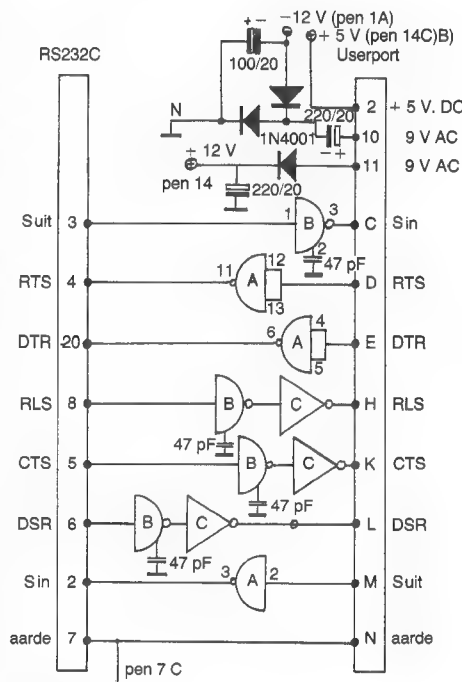 + - -12 V (pen 1A)
+ 5 V (pen 14C)B)
RS232C
100/20
Userport
N
220/20
2 + 5 V. DC
1N4001
- +
10 9 V AC
+ 12 V
11 9 V AC
pen 14
220/20
Suit 3 1 B 3 C Sin
2
47 pF
RTS 4 11 A 12 D RTS
13
DTR 20 6 A 4 E DTR
5
RLS 8 B C H RLS
47 pF
CTS 5 B C K CTS
47 pF
DSR 6 B C L DSR
47 pF
Sin 2 3 A 2 M Suit
aarde 7 N aarde
pen 7 C